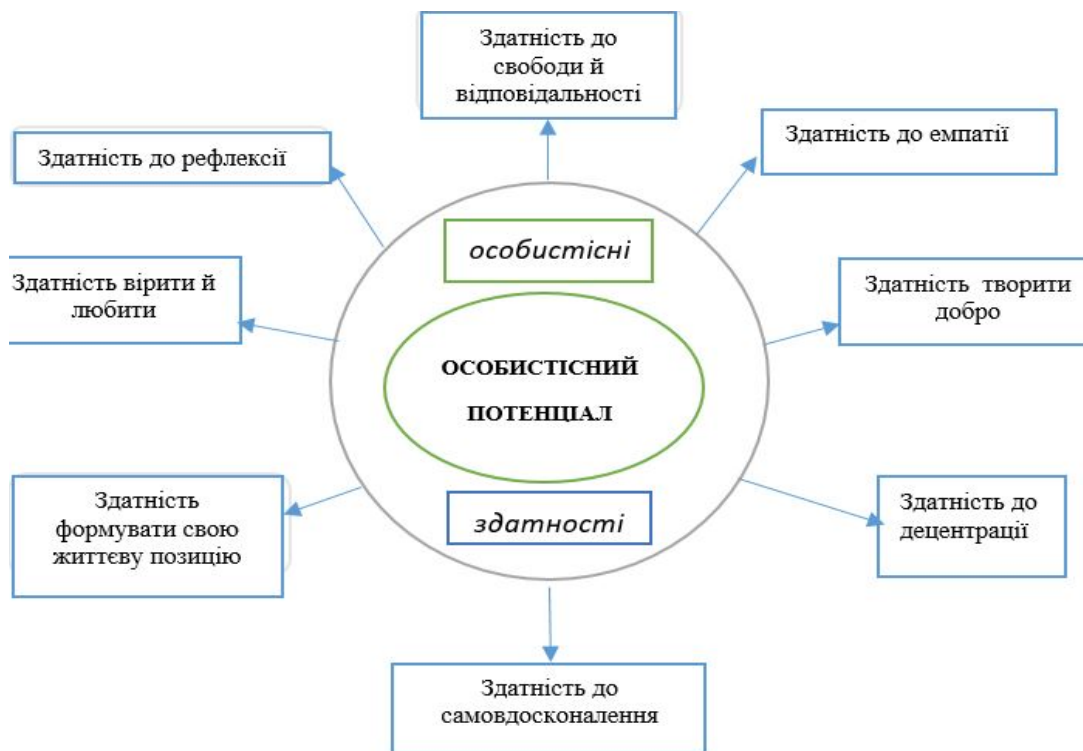 Здатність до
свободи й
відповідальності
Здатність до рефлексії
Здатність до емпатії
особистісні
Здатність вірити й
любити
Здатність творити
добро
ОСОБИСТІСНИЙ
ПОТЕНЦІАЛ
Здатність
формувати свою
життєву позицію
здатності
Здатність до
децентрації
Здатність до
самовдосконалення